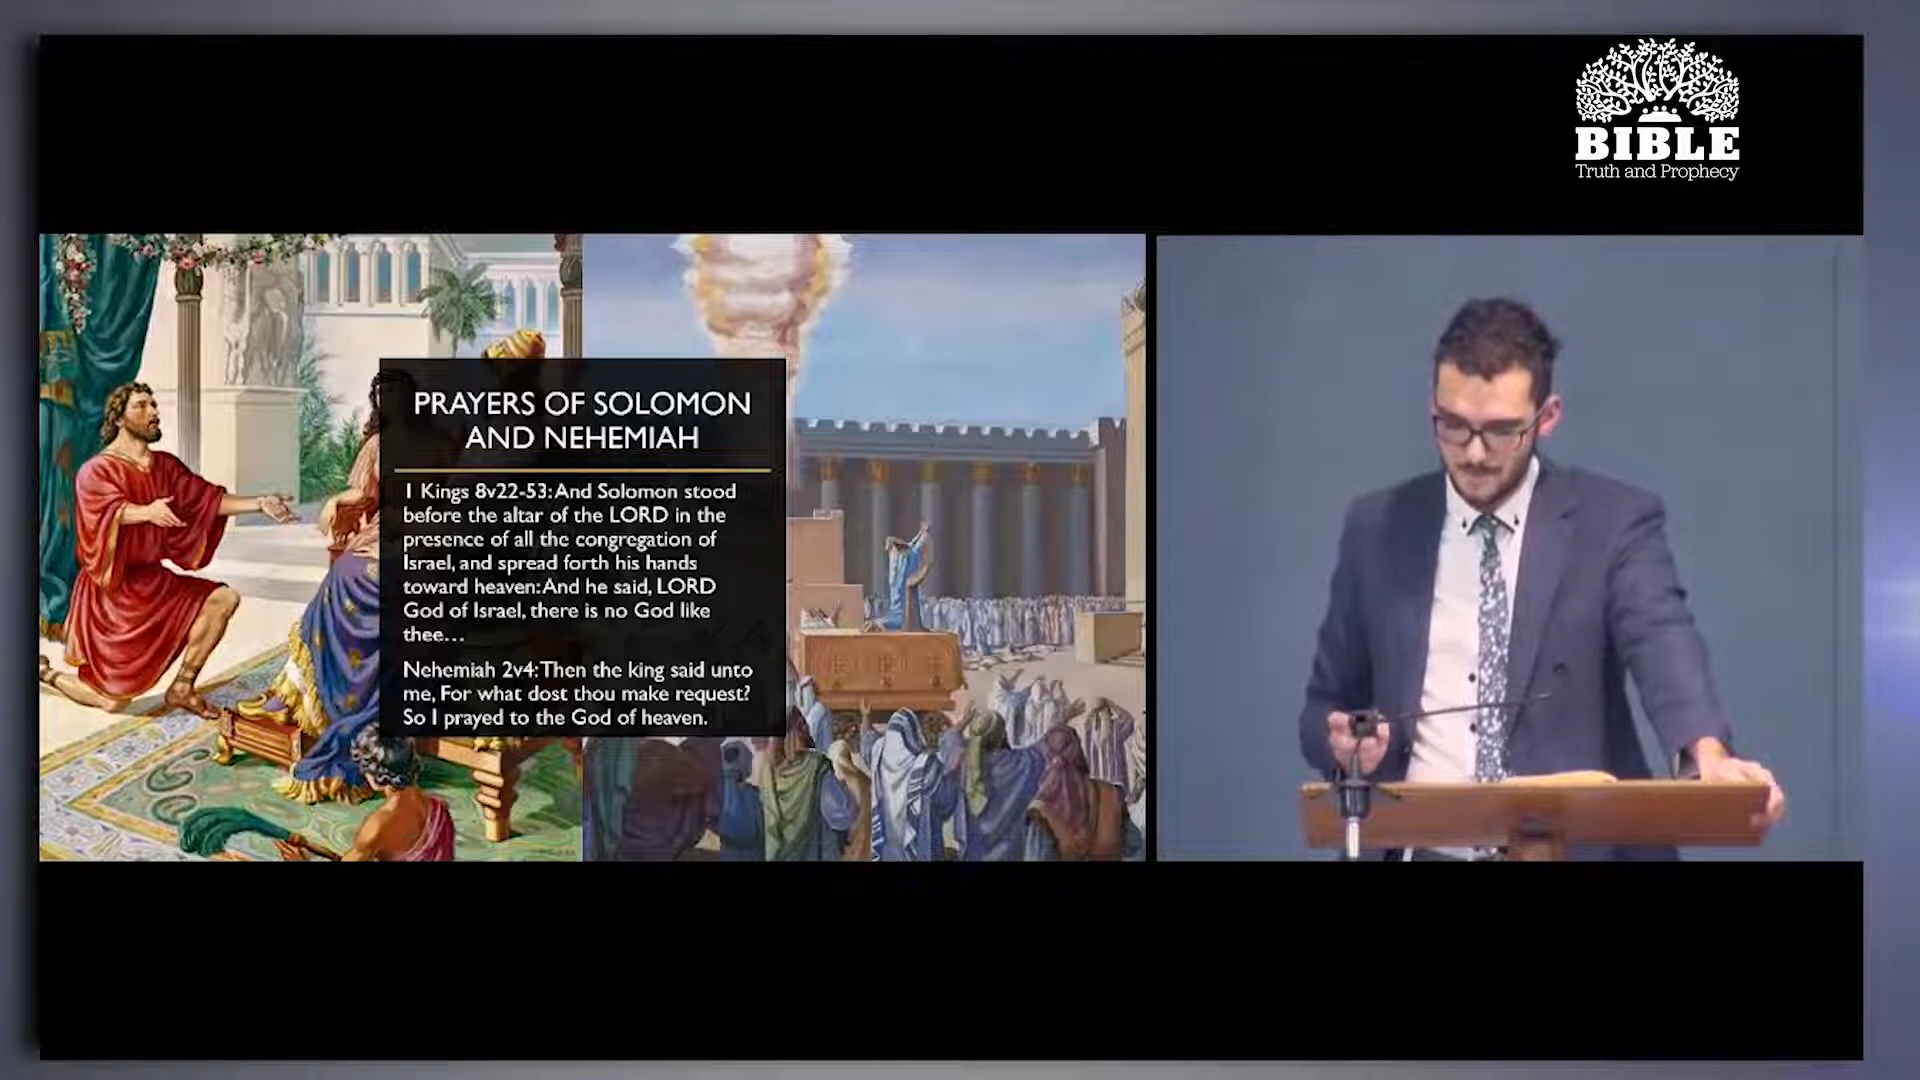 BIBLE
Truth and Prophecy
PRAYERS OF SOLOMON
AND NEHEMIAH
1 Kings 8v22-53: And Solomon stood
before the altar of the LORD in the
presence of all the congregation of
Israel, and spread forth his hands
toward heaven: And he said, LORD
God of Israel, there is no God like
thee...
Nehemiah 2v4: Then the king said unto
me, For what dost thou make request?
So I prayed to the God of heaven.